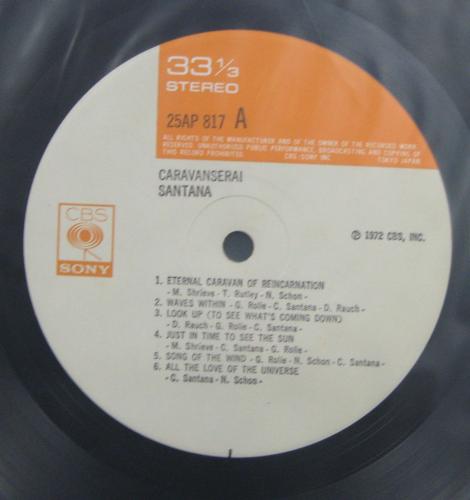 33 1/3
STEREO
25AP 817 A
ALL RIGHTS OF THE MANUFACTURER AND OF THE OWNER OF THE RECORDED WORK
RESERVED. UNAUTHORISED PUBLIC PERFORMANCE, BROADCASTING AND COPYING OF
THIS RECORD PROHIBITED. CBS/SONY INC TOKYO JAPAN
CARAVANSERAI
SANTANA
CBS
SONY
℗ 1972 CBS, INC.
1. ETERNAL CARAVAN OF REINCARNATION
- M. Shrieve - T. Rutley - N. Schon -
2. WAVES WITHIN - G. Rolie - C. Santana - D. Rauch -
3. LOOK UP (TO SEE WHAT'S COMING DOWN)
- D. Rauch - G. Rolie - C. Santana -
4. JUST IN TIME TO SEE THE SUN
- M. Shrieve - C. Santana - G. Rolie -
5. SONG OF THE WIND - G. Rolie - N. Schon - C. Santana -
6. ALL THE LOVE OF THE UNIVERSE
- C. Santana - N. Schon -